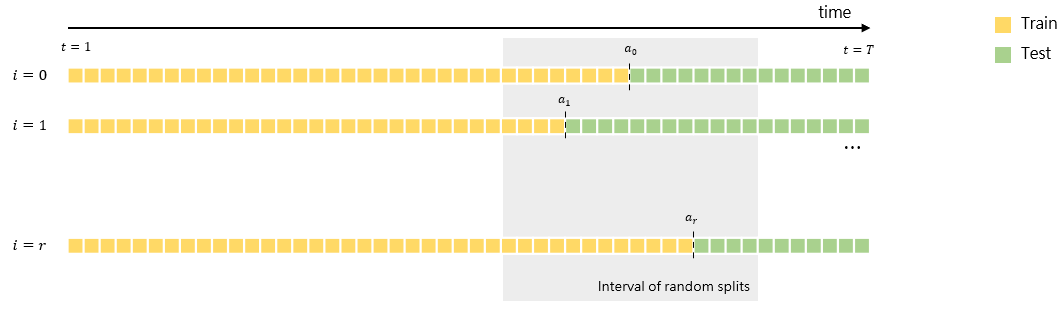 time
Train
t = 1
a₀
t = T
Test
i = 0
a₁
i = 1
...
aᵣ
i = r
Interval of random splits